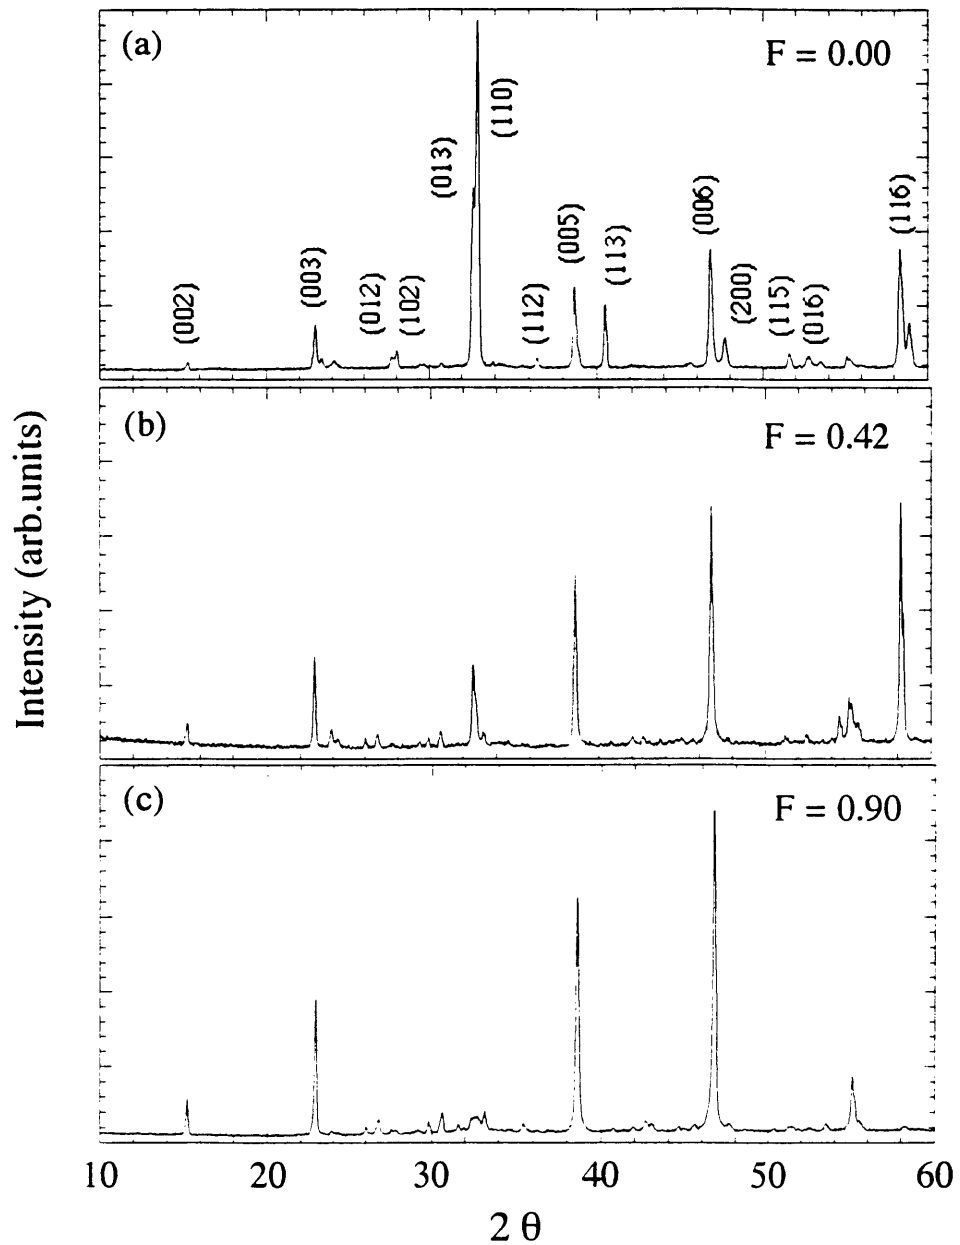 (a)
F = 0.00
(002)
(003)
(012)
(102)
(013)
(110)
(112)
(005)
(113)
(006)
(200)
(115)
(016)
(116)
(b)
F = 0.42
(c)
F = 0.90
Intensity (arb.units)
10 20 30 40 50 60
2 θ